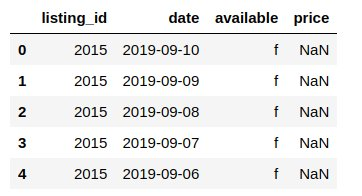 listing_id date available price
0 2015 2019-09-10 f NaN
1 2015 2019-09-09 f NaN
2 2015 2019-09-08 f NaN
3 2015 2019-09-07 f NaN
4 2015 2019-09-06 f NaN